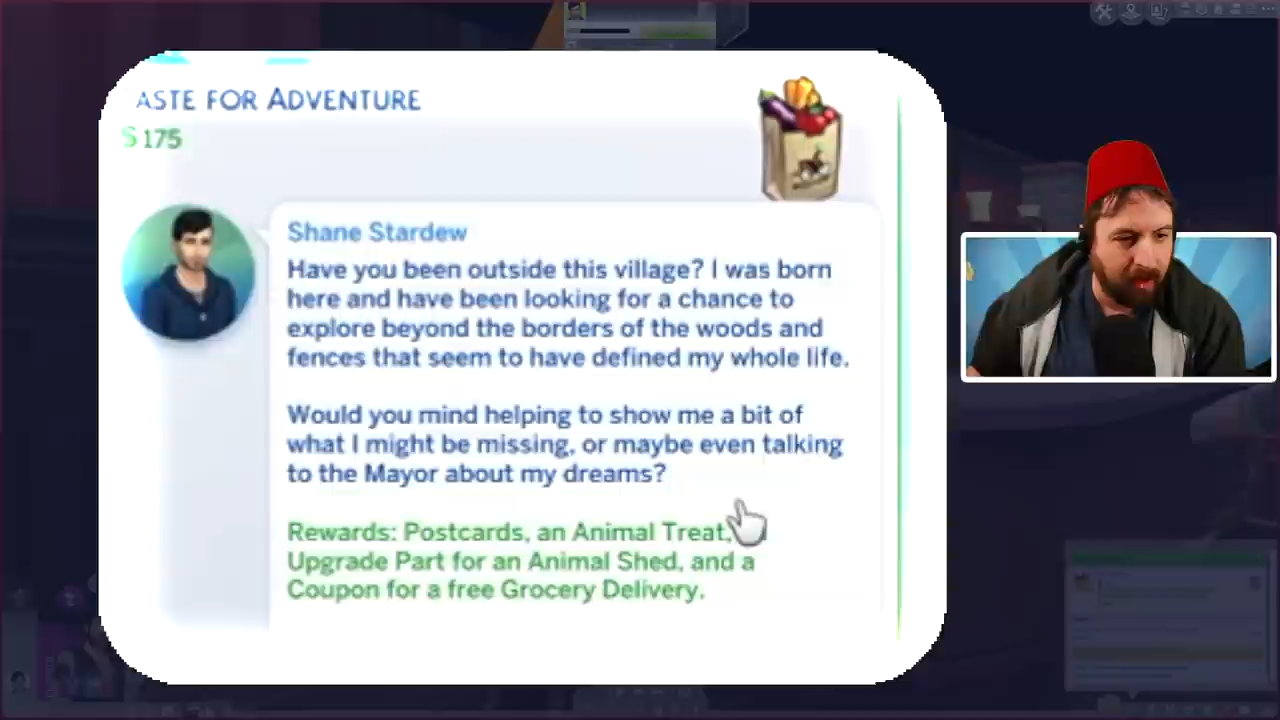 ASTE FOR ADVENTURE
§175
Shane Stardew
Have you been outside this village? I was born
here and have been looking for a chance to
explore beyond the borders of the woods and
fences that seem to have defined my whole life.
Would you mind helping to show me a bit of
what I might be missing, or maybe even talking
to the Mayor about my dreams?
Rewards: Postcards, an Animal Treat,
Upgrade Part for an Animal Shed, and a
Coupon for a free Grocery Delivery.